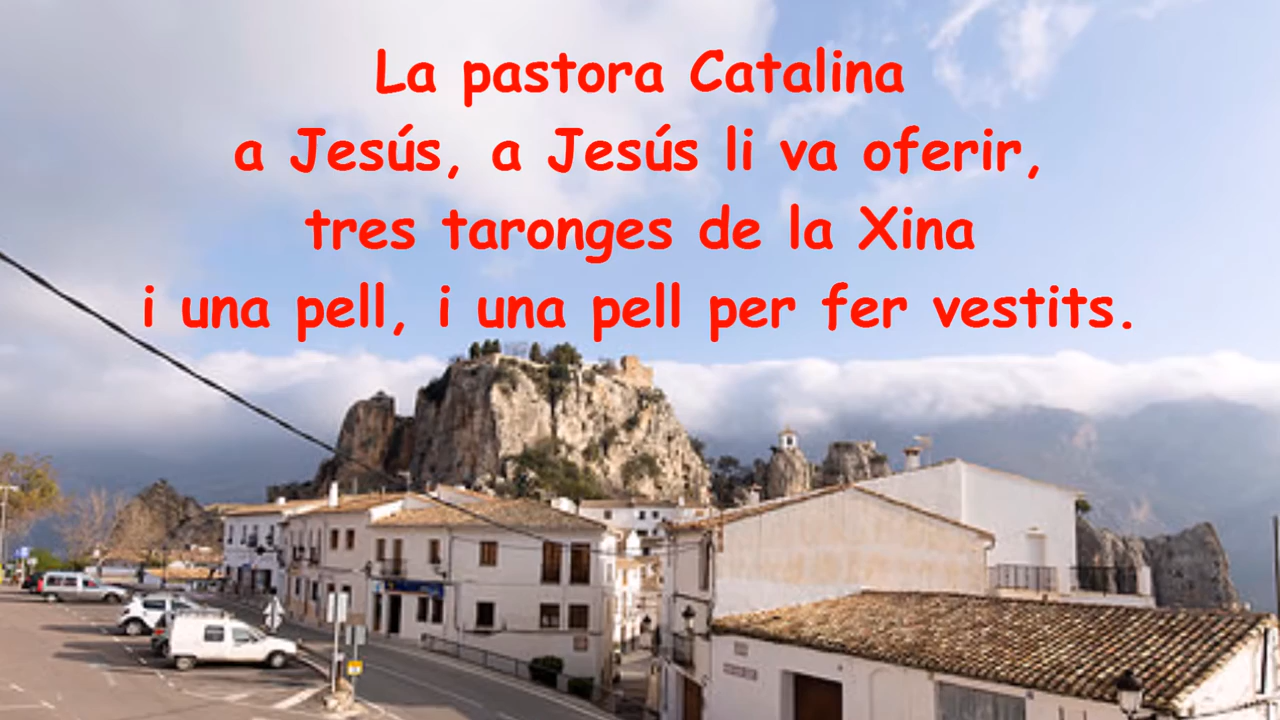 La pastora Catalina
a Jesús, a Jesús li va oferir,
tres taronges de la Xina
i una pell, i una pell per fer vestits.